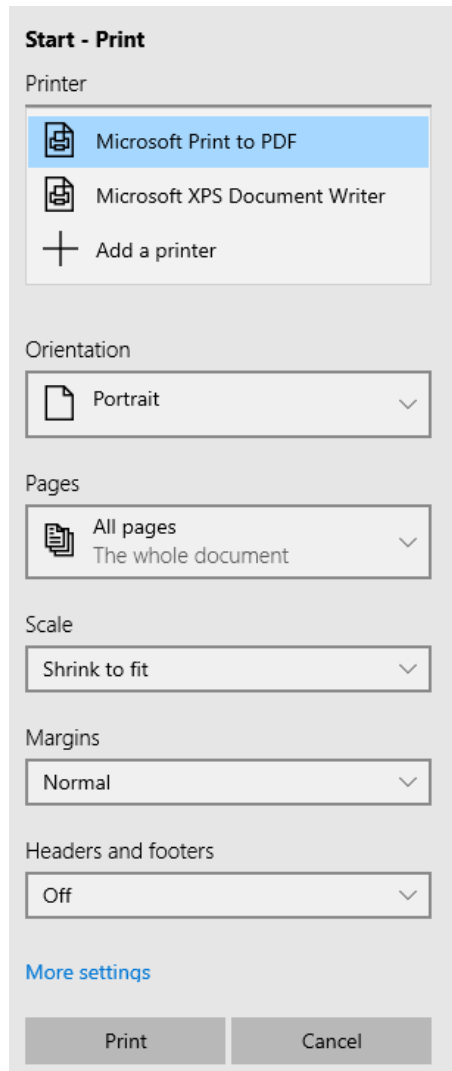 Start - Print
Printer
Microsoft Print to PDF
Microsoft XPS Document Writer
Add a printer
Orientation
Portrait
Pages
All pages
The whole document
Scale
Shrink to fit
Margins
Normal
Headers and footers
Off
More settings
Print
Cancel